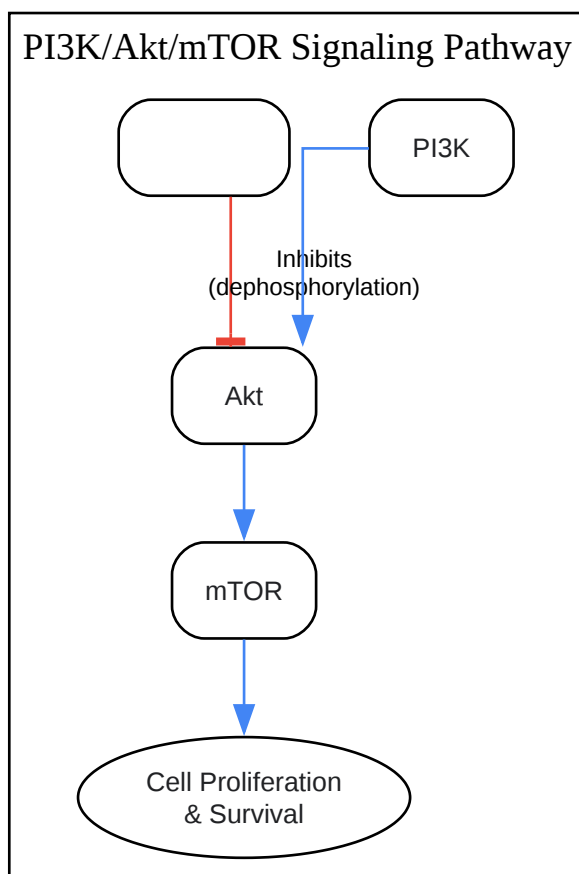 PI3K/Akt/mTOR Signaling Pathway
PI3K
Inhibits
(dephosphorylation)
Akt
mTOR
Cell Proliferation
& Survival